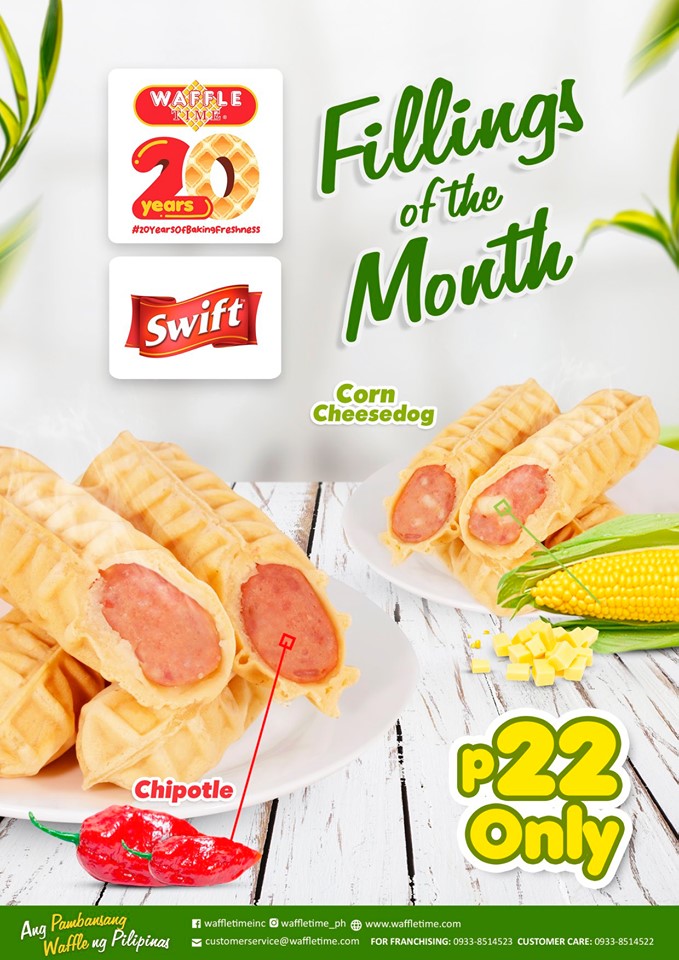 WAFFLE
TIME®
20
years
#20YearsOfBakingFreshness
Swift
Fillings
of the
Month
Corn
Cheesedog
Chipotle
P22
Only
Ang Pambansang
Waffle ng Pilipinas
waffletimeinc waffletime_ph www.waffletime.com
customerservice@waffletime.com FOR FRANCHISING: 0933-8514523 CUSTOMER CARE: 0933-8514522